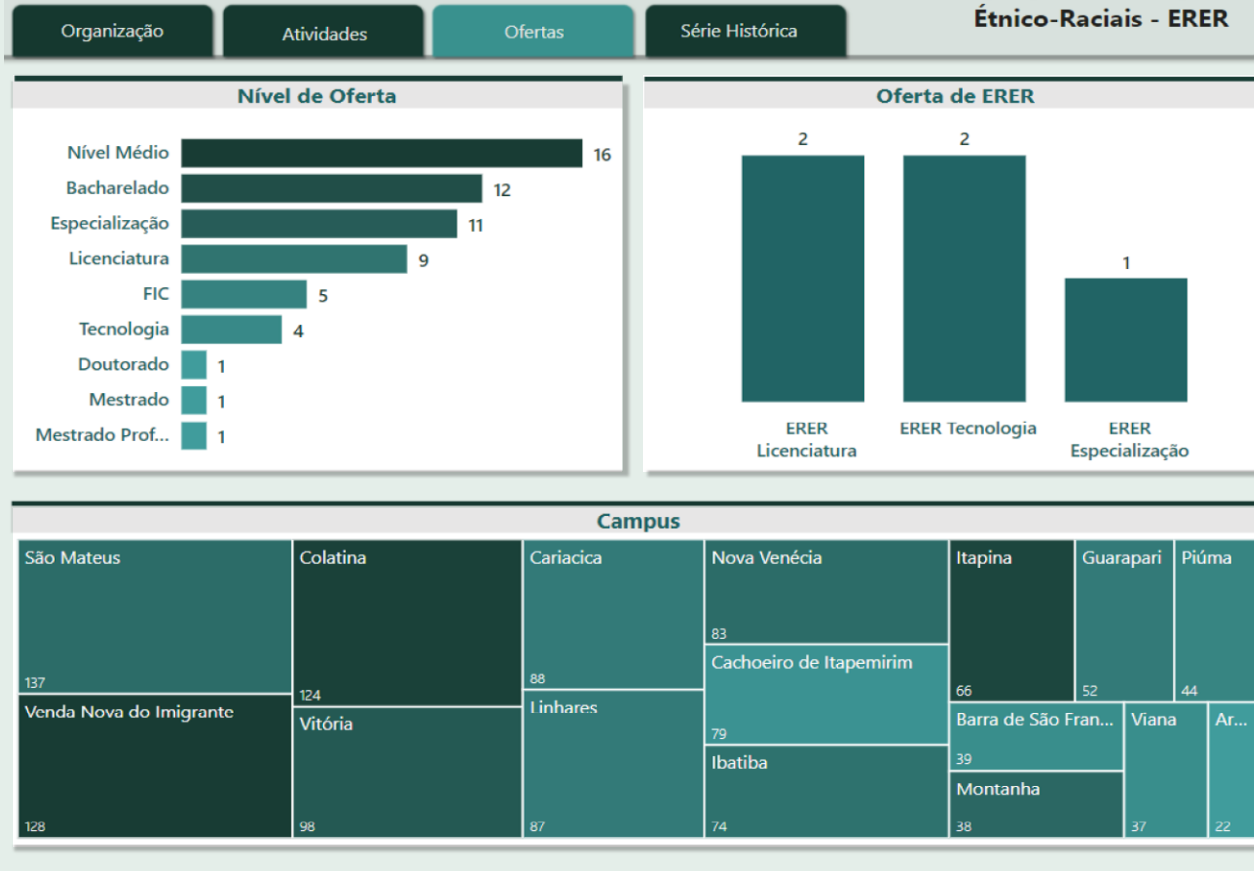 Organização
Atividades
Ofertas
Série Histórica
Étnico-Raciais - ERER
Nível de Oferta
Nível Médio 16
Bacharelado 12
Especialização 11
Licenciatura 9
FIC 5
Tecnologia 4
Doutorado 1
Mestrado 1
Mestrado Prof... 1
Oferta de ERER
2
2
1
ERER
Licenciatura
ERER Tecnologia
ERER
Especialização
Campus
São Mateus
137
Venda Nova do Imigrante
128
Colatina
124
Vitória
98
Cariacica
88
Linhares
87
Nova Venécia
83
Cachoeiro de Itapemirim
79
Ibatiba
74
Itapina
66
Guarapari
52
Piúma
44
Barra de São Fran...
39
Montanha
38
Viana
37
Ar...
22